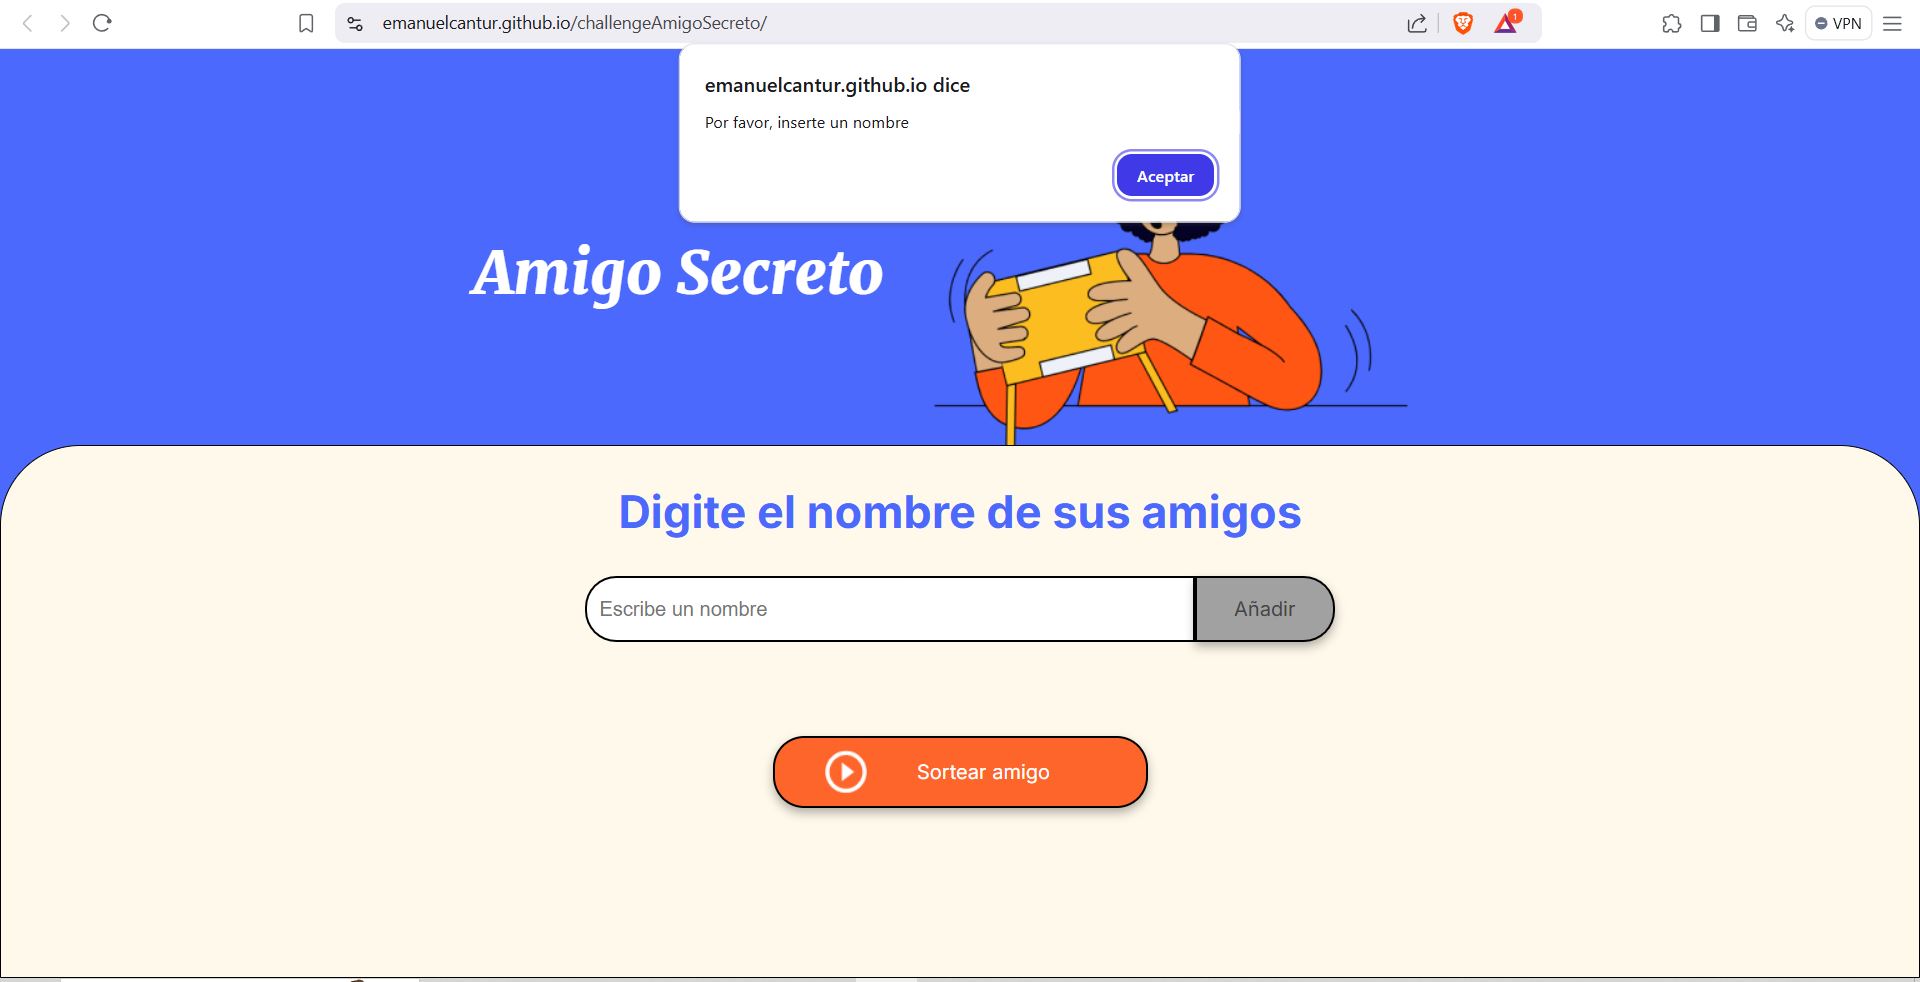 emanuelcantur.github.io/challengeAmigoSecreto/
1
VPN
emanuelcantur.github.io dice
Por favor, inserte un nombre
Aceptar
Amigo Secreto
Digite el nombre de sus amigos
Escribe un nombre
Añadir
Sortear amigo